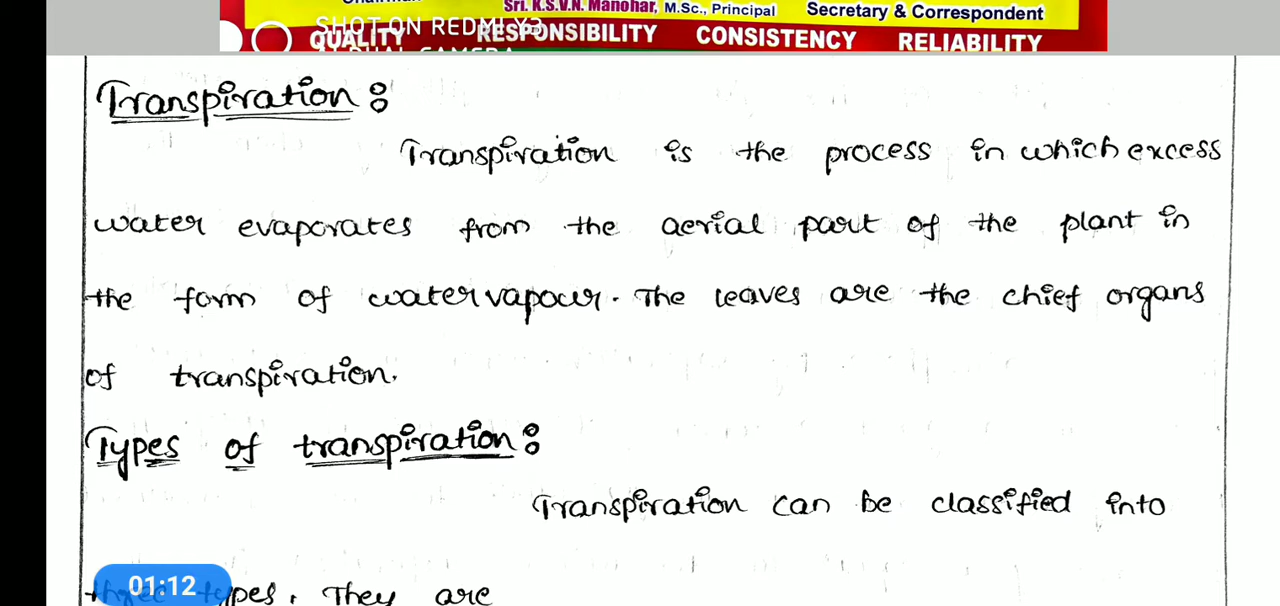 Sri. K.S.V.N. Manohar, M.Sc., Principal Secretary & Correspondent
SHOT ON REDMI Y3
QUALITY RESPONSIBILITY CONSISTENCY RELIABILITY
Transpiration :
Transpiration is the process in which excess
water evaporates from the aerial part of the plant in
the form of water vapour. The leaves are the chief organs
of transpiration.
Types of transpiration :
Transpiration can be classified into
three types. They are
01:12